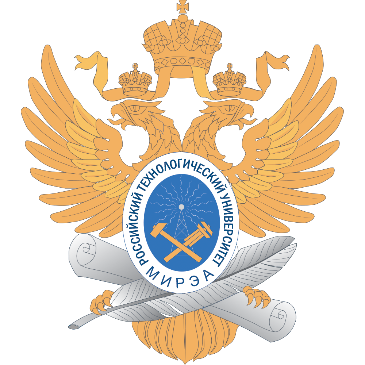 РОССИЙСКИЙ ТЕХНОЛОГИЧЕСКИЙ УНИВЕРСИТЕТ
МИРЭА